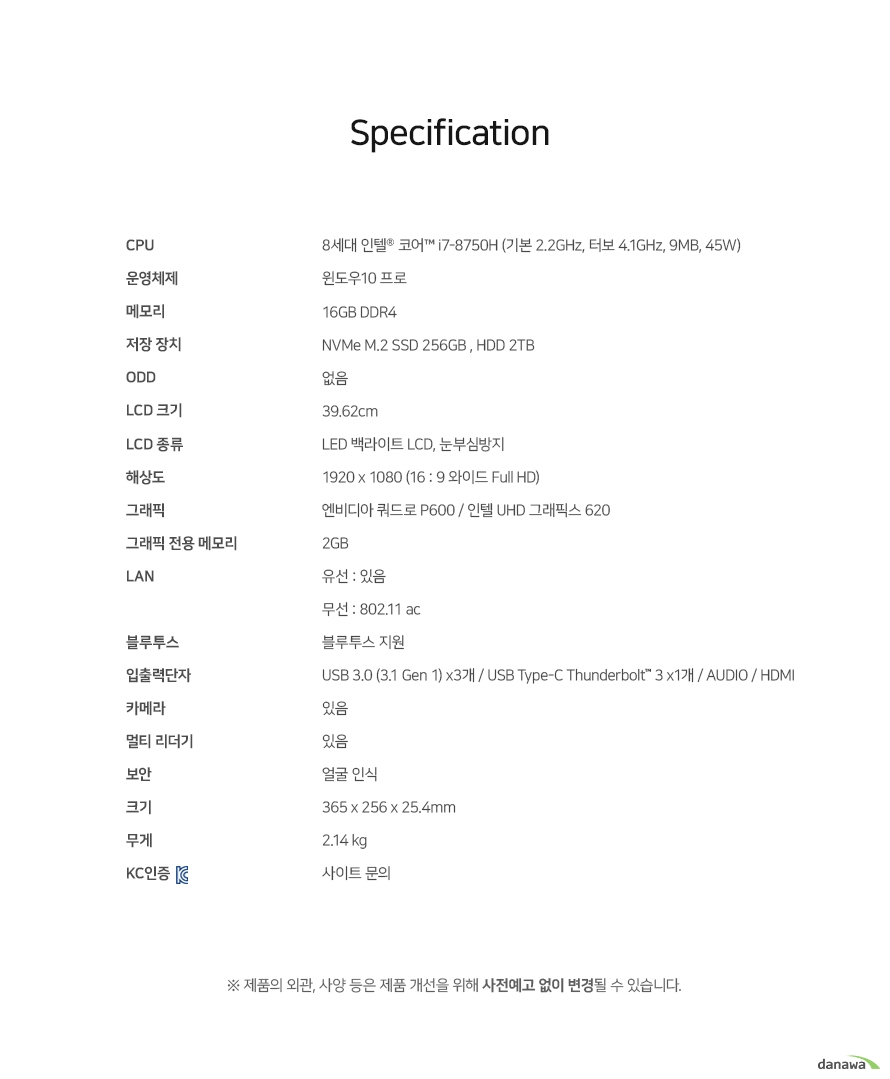 Specification
CPU 8세대 인텔® 코어™ i7-8750H (기본 2.2GHz, 터보 4.1GHz, 9MB, 45W)
운영체제 윈도우10 프로
메모리 16GB DDR4
저장 장치 NVMe M.2 SSD 256GB , HDD 2TB
ODD 없음
LCD 크기 39.62cm
LCD 종류 LED 백라이트 LCD, 눈부심방지
해상도 1920 x 1080 (16 : 9 와이드 Full HD)
그래픽 엔비디아 쿼드로 P600 / 인텔 UHD 그래픽스 620
그래픽 전용 메모리 2GB
LAN 유선 : 있음
무선 : 802.11 ac
블루투스 블루투스 지원
입출력단자 USB 3.0 (3.1 Gen 1) x3개 / USB Type-C Thunderbolt™ 3 x1개 / AUDIO / HDMI
카메라 있음
멀티 리더기 있음
보안 얼굴 인식
크기 365 x 256 x 25.4mm
무게 2.14 kg
KC인증 사이트 문의
※ 제품의 외관, 사양 등은 제품 개선을 위해 사전예고 없이 변경될 수 있습니다.
danawa